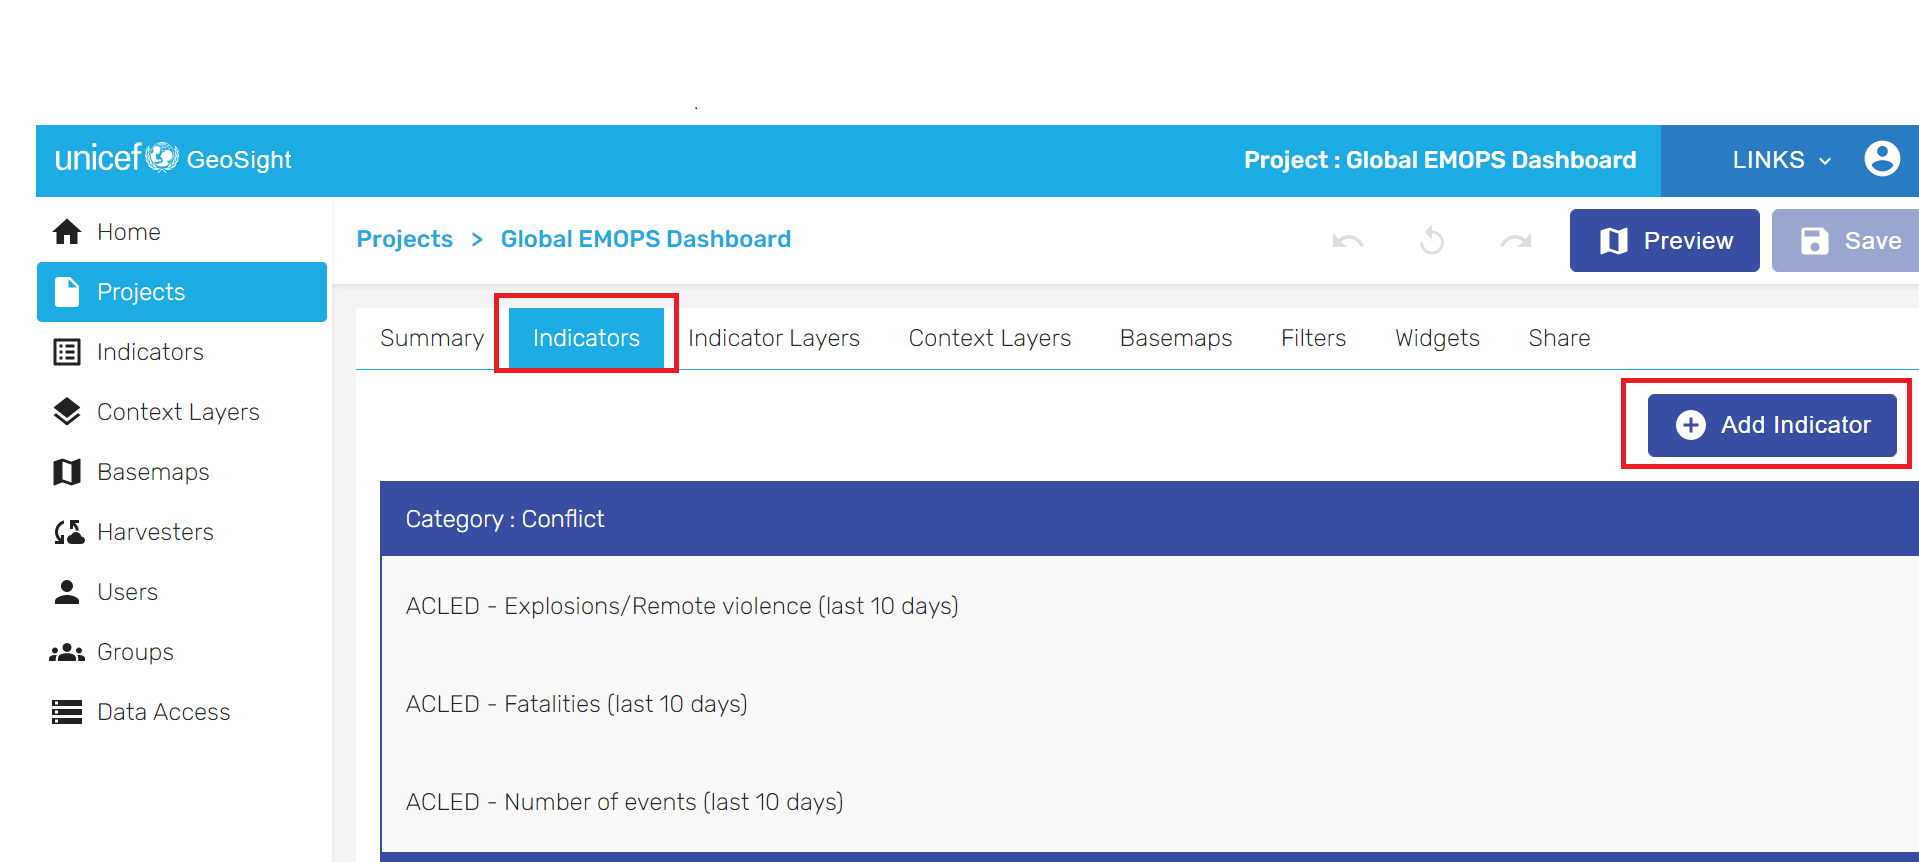 unicef GeoSight
Project : Global EMOPS Dashboard
LINKS
Home
Projects
Indicators
Context Layers
Basemaps
Harvesters
Users
Groups
Data Access
Projects > Global EMOPS Dashboard
Preview
Save
Summary Indicators Indicator Layers Context Layers Basemaps Filters Widgets Share
Add Indicator
Category : Conflict
ACLED - Explosions/Remote violence (last 10 days)
ACLED - Fatalities (last 10 days)
ACLED - Number of events (last 10 days)